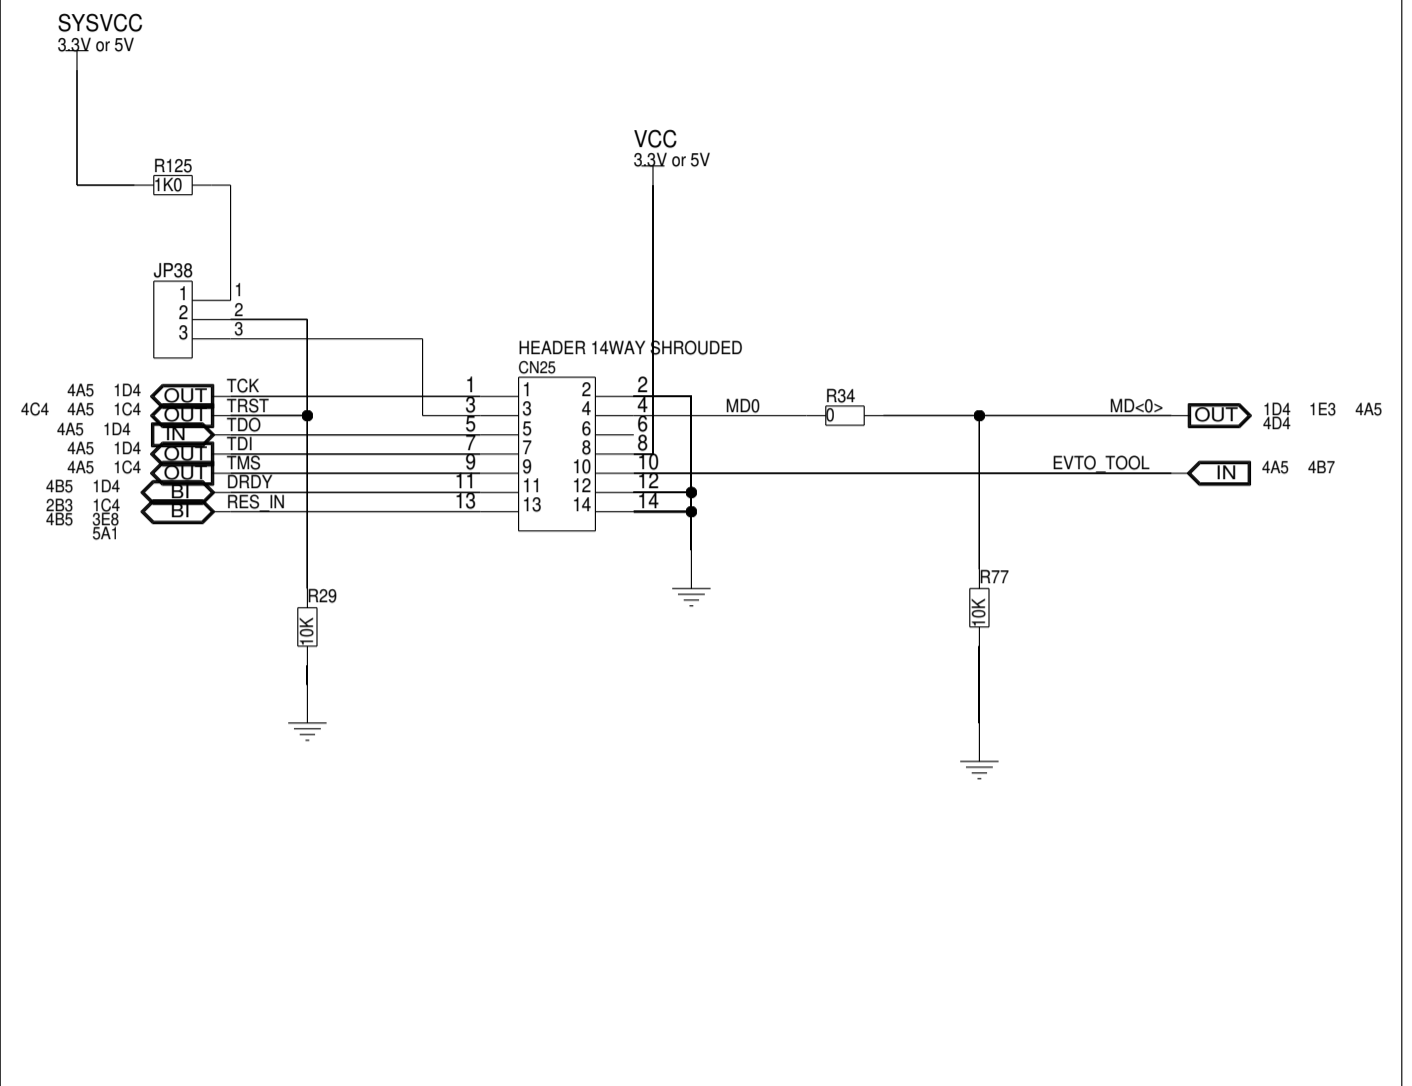 SYSVCC
3.3V or 5V
VCC
3.3V or 5V
R125
1K0
JP38
1 1
2 2
3 3
HEADER 14WAY SHROUDED
CN25
4A5 1D4 OUT TCK 1 1 2 2
4C4 4A5 1C4 OUT TRST 3 3 4 4 MD0 R34 0 MD<0> OUT 1D4 1E3 4A5
4D4
4A5 1D4 IN TDO 5 5 6 6
4A5 1D4 OUT TDI 7 7 8 8
4A5 1C4 OUT TMS 9 9 10 10 EVTO_TOOL IN 4A5 4B7
4B5 1D4 BI DRDY 11 11 12 12
2B3 1C4 BI RES_IN 13 13 14 14
4B5 3E8
5A1
R29
10K
R77
10K